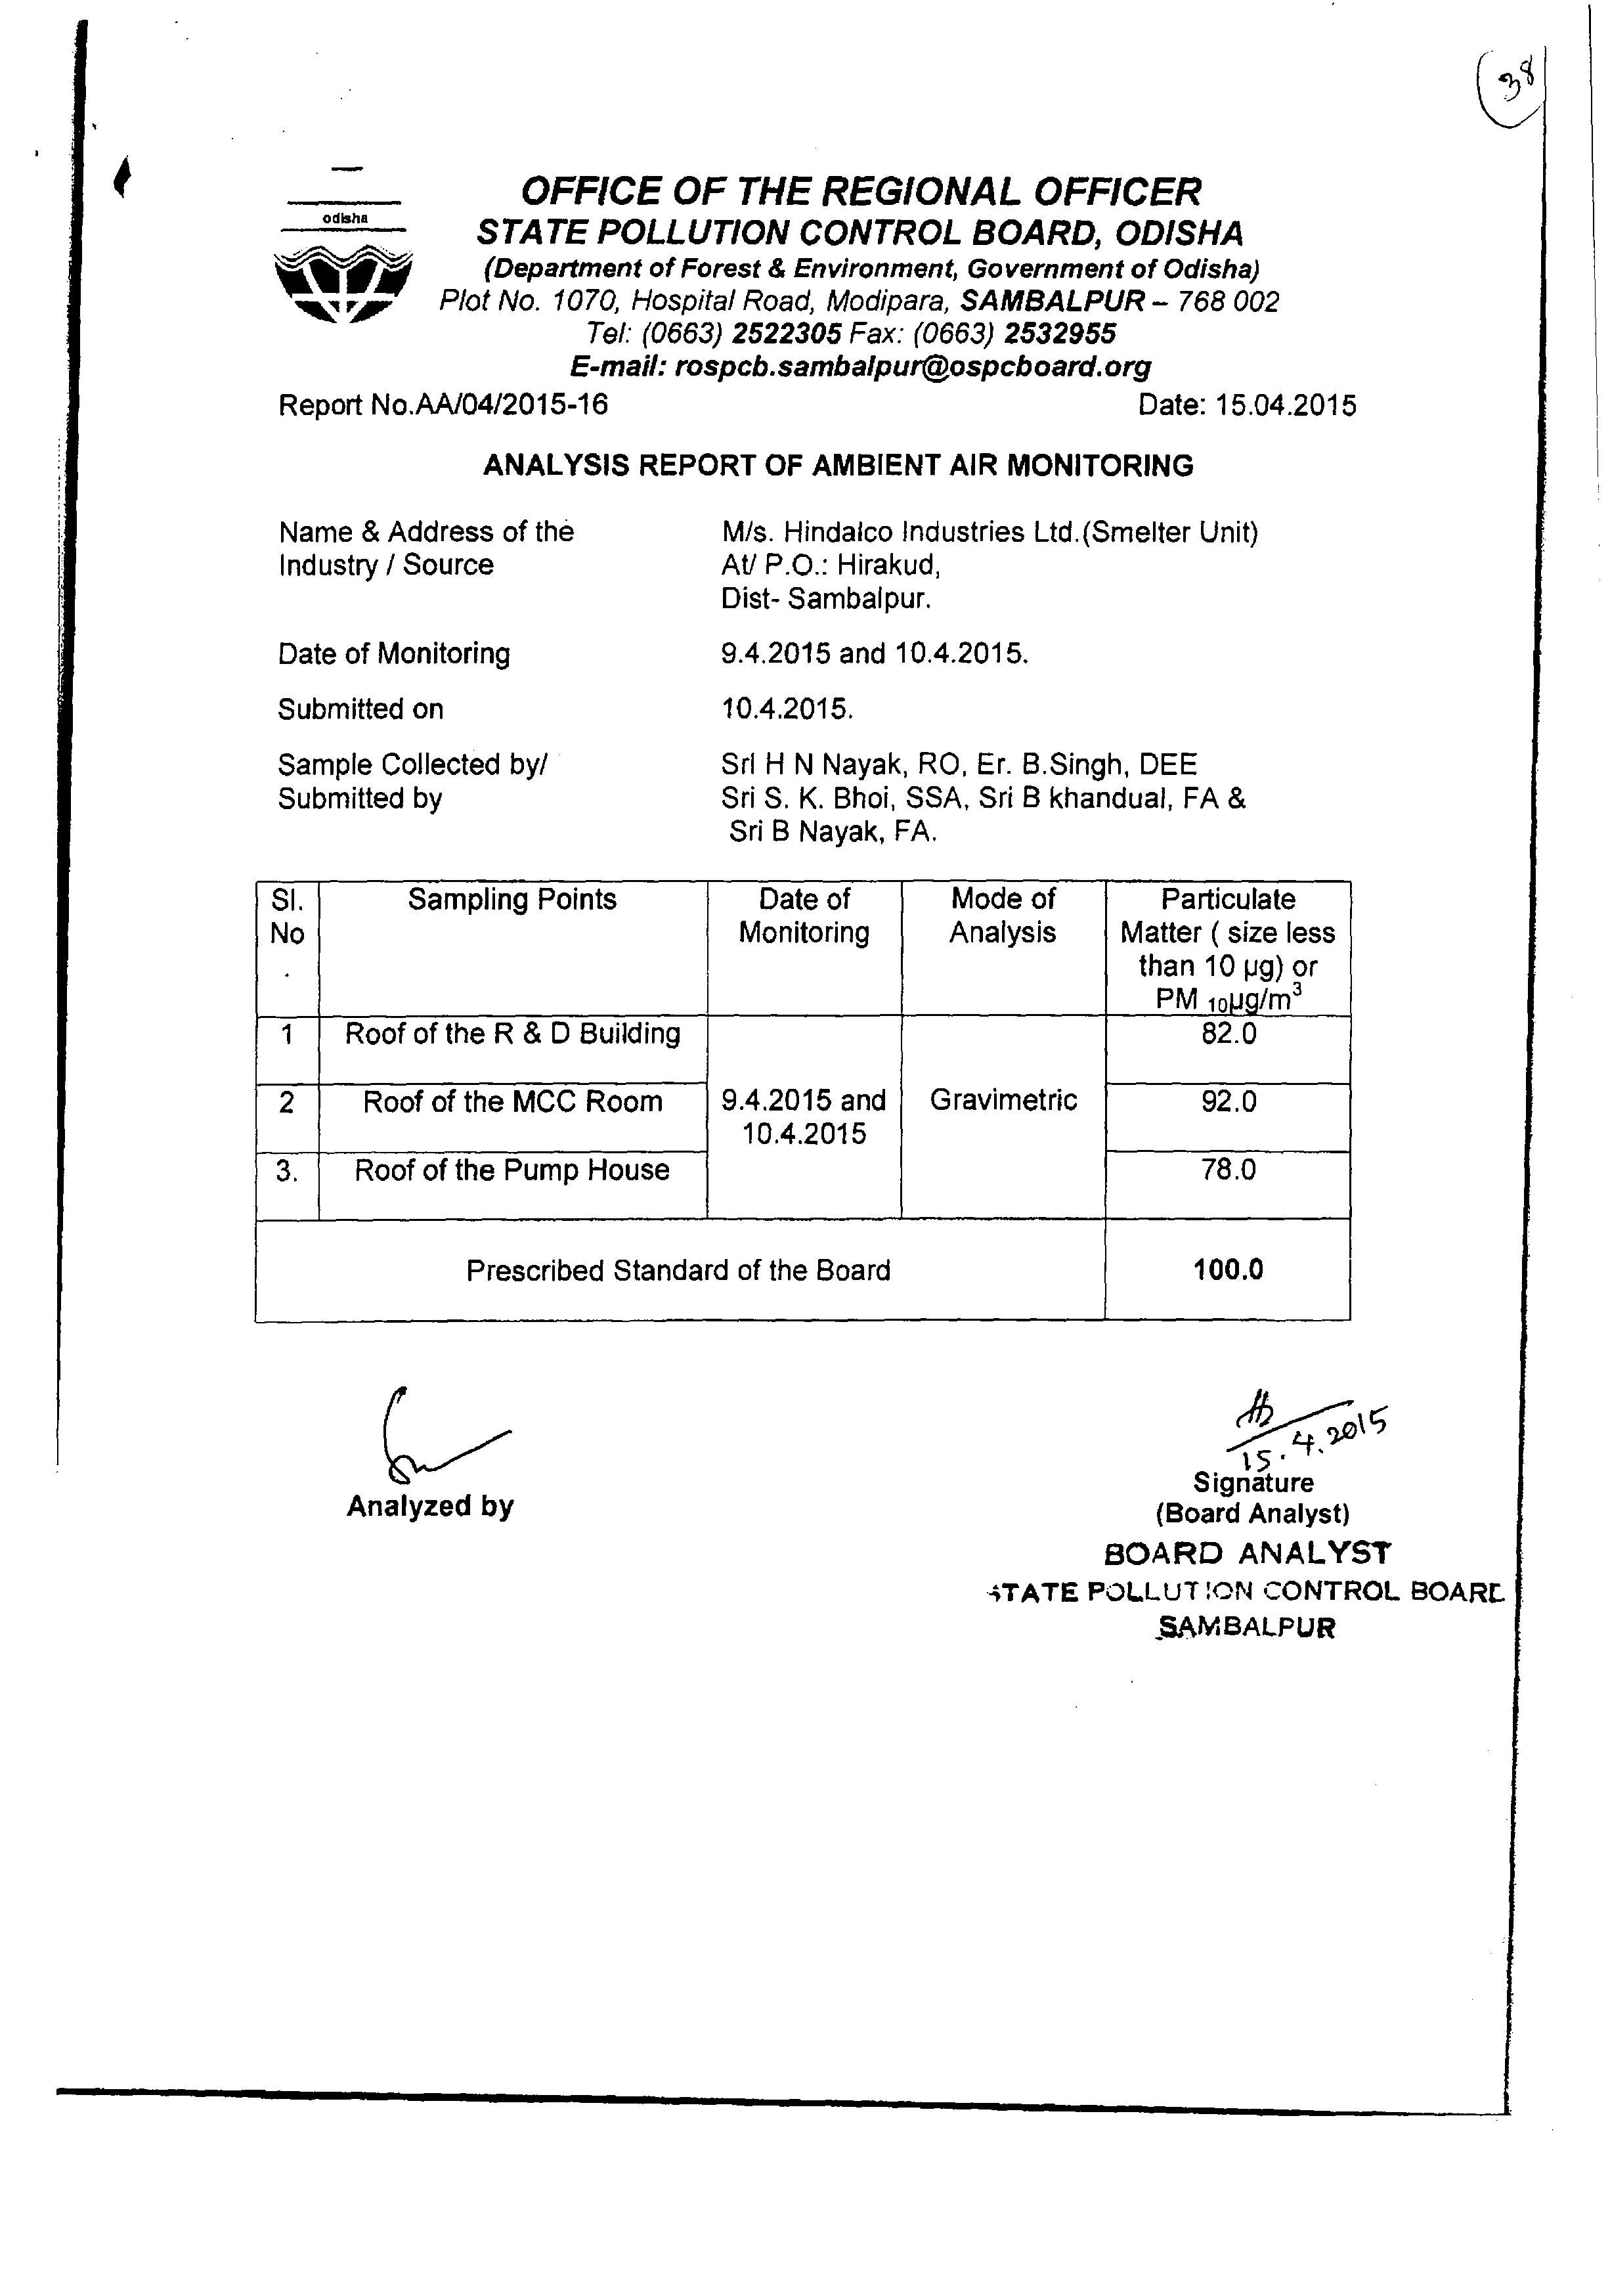 38
odisha
OFFICE OF THE REGIONAL OFFICER
STATE POLLUTION CONTROL BOARD, ODISHA
(Department of Forest & Environment, Government of Odisha)
Plot No. 1070, Hospital Road, Modipara, SAMBALPUR – 768 002
Tel: (0663) 2522305 Fax: (0663) 2532955
E-mail: rospcb.sambalpur@ospcboard.org
Report No.AA/04/2015-16 Date: 15.04.2015
ANALYSIS REPORT OF AMBIENT AIR MONITORING
Name & Address of the M/s. Hindalco Industries Ltd.(Smelter Unit)
Industry / Source At/ P.O.: Hirakud,
Dist- Sambalpur.
Date of Monitoring 9.4.2015 and 10.4.2015.
Submitted on 10.4.2015.
Sample Collected by/ Sri H N Nayak, RO, Er. B.Singh, DEE
Submitted by Sri S. K. Bhoi, SSA, Sri B khandual, FA &
Sri B Nayak, FA.
Sl. Sampling Points Date of Mode of Particulate
No Monitoring Analysis Matter ( size less
. than 10 µg) or
PM 10µg/m³
1 Roof of the R & D Building 82.0
2 Roof of the MCC Room 9.4.2015 and Gravimetric 92.0
10.4.2015
3. Roof of the Pump House 78.0
Prescribed Standard of the Board 100.0
15.4.2015
Signature
Analyzed by (Board Analyst)
BOARD ANALYST
STATE POLLUTION CONTROL BOARD
SAMBALPUR